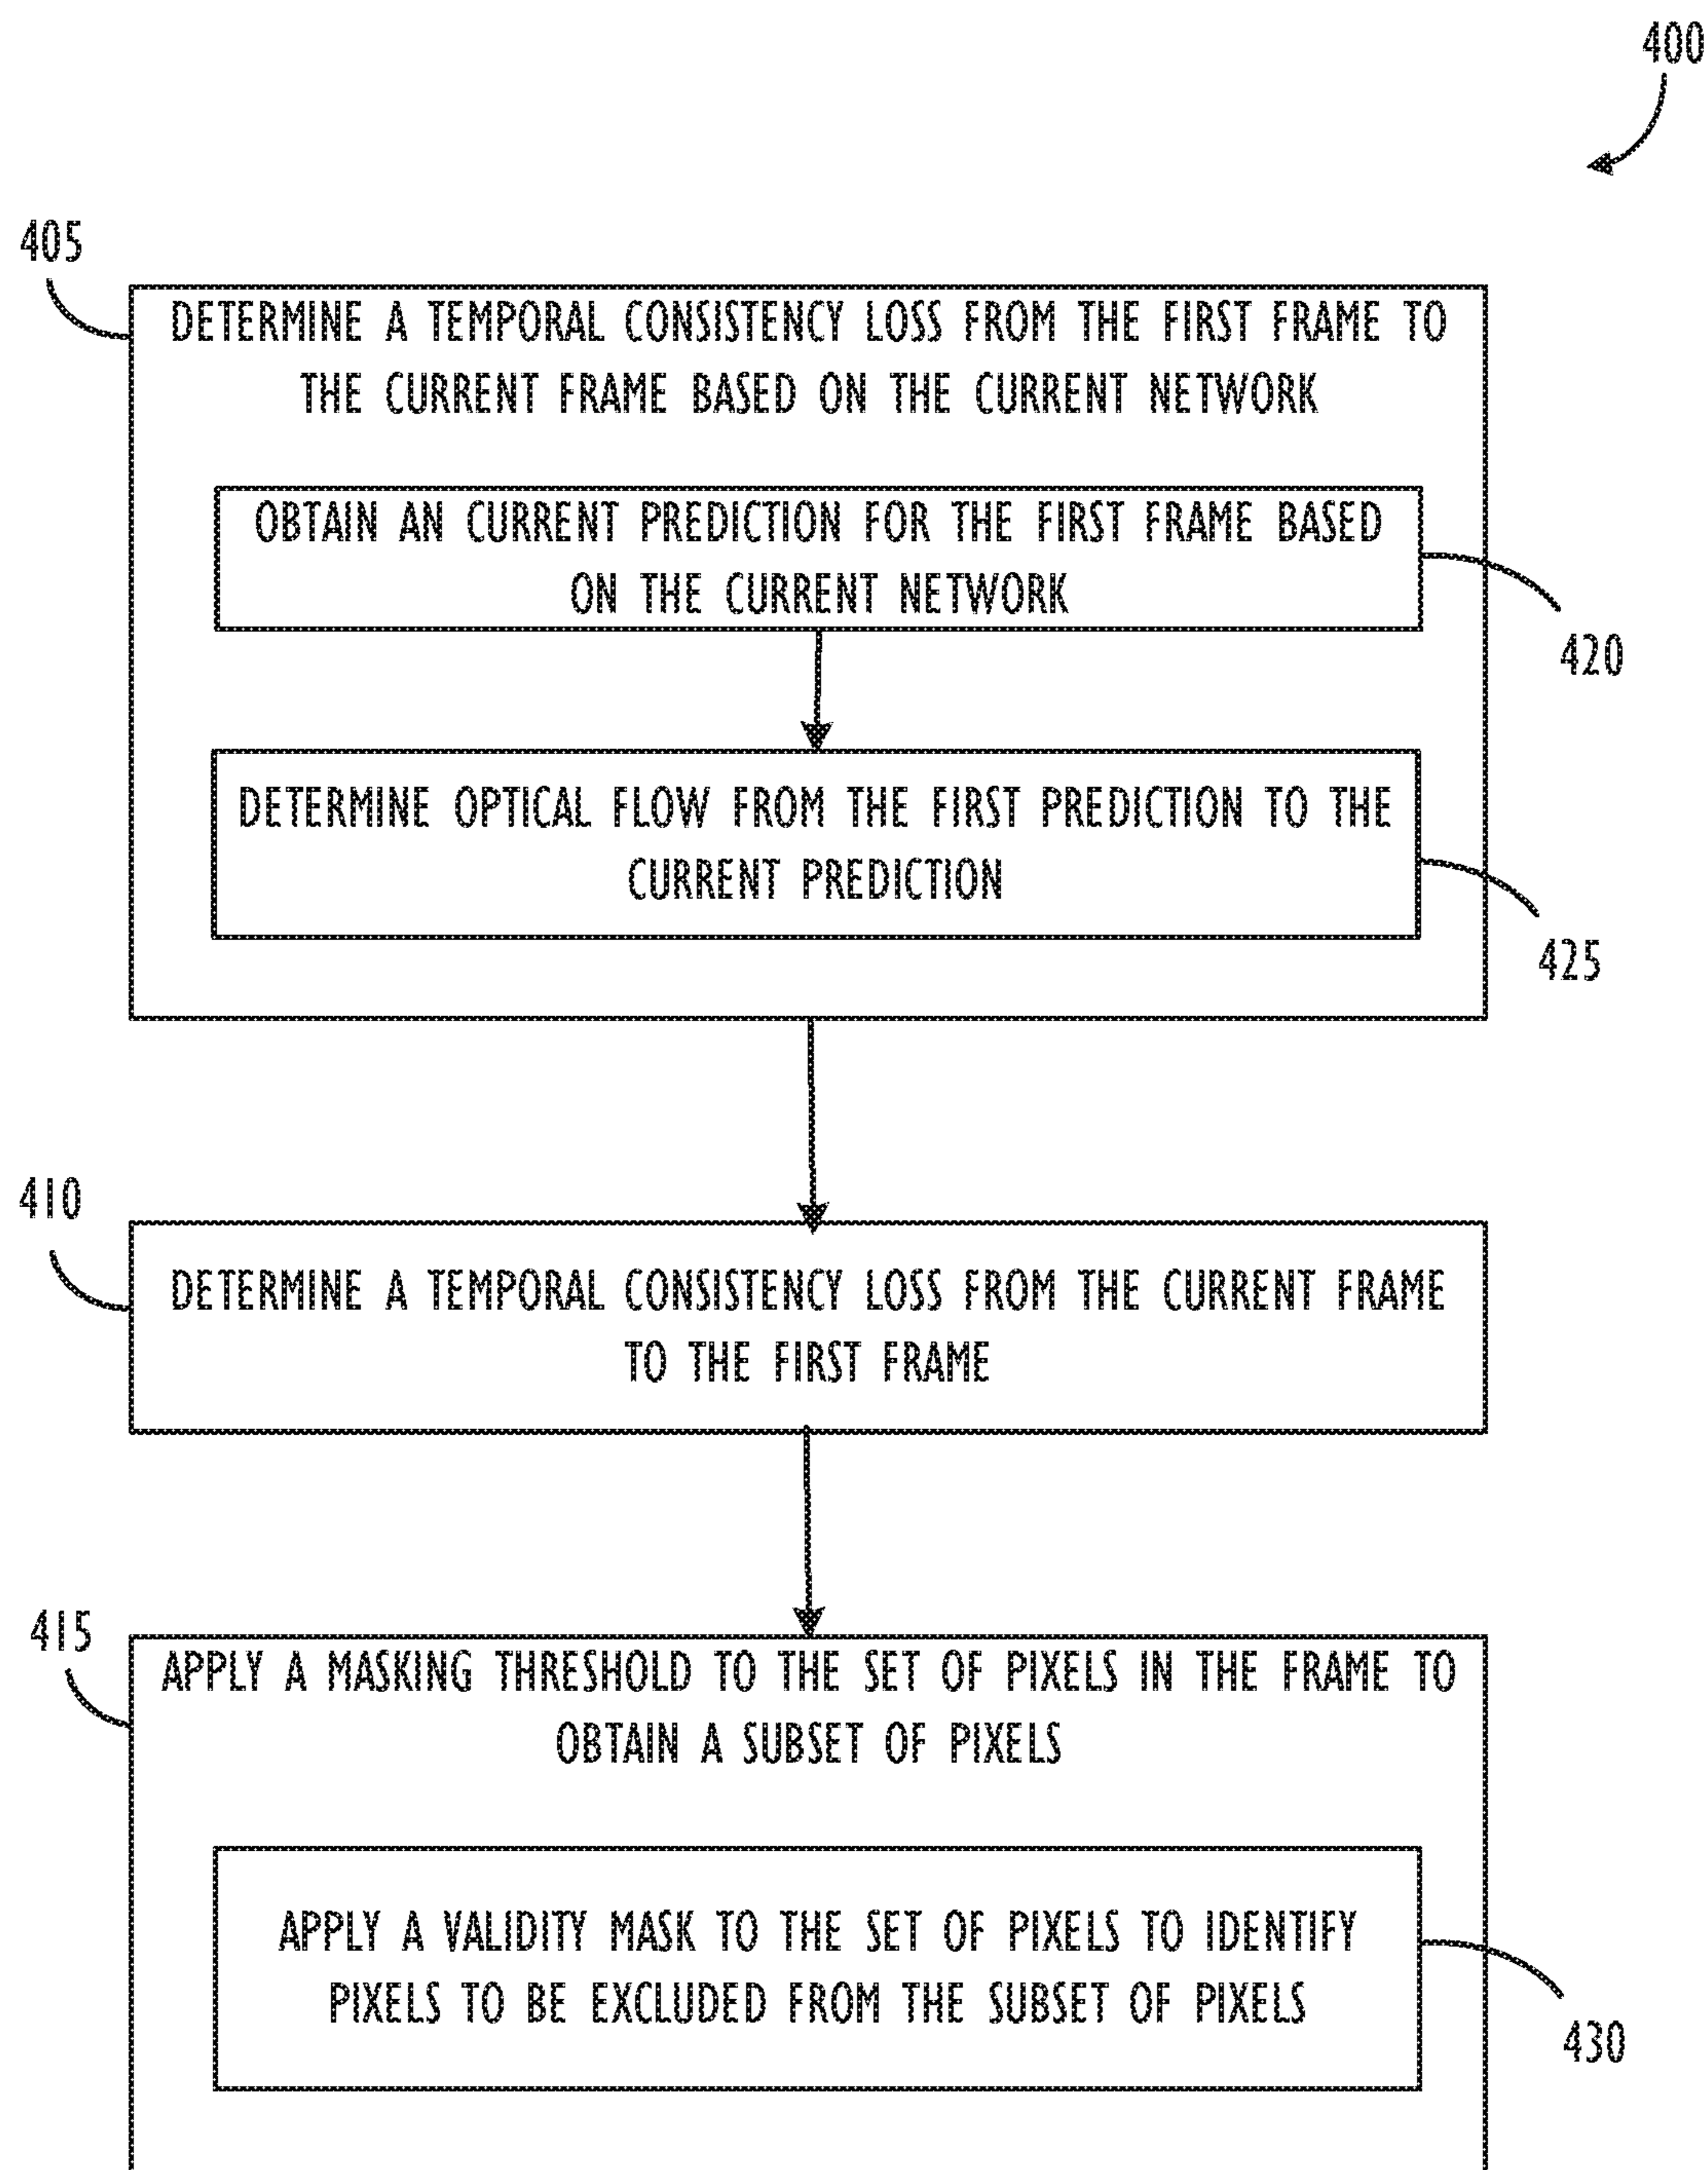 400
405
DETERMINE A TEMPORAL CONSISTENCY LOSS FROM THE FIRST FRAME TO
THE CURRENT FRAME BASED ON THE CURRENT NETWORK
OBTAIN AN CURRENT PREDICTION FOR THE FIRST FRAME BASED
ON THE CURRENT NETWORK
420
DETERMINE OPTICAL FLOW FROM THE FIRST PREDICTION TO THE
CURRENT PREDICTION
425
410
DETERMINE A TEMPORAL CONSISTENCY LOSS FROM THE CURRENT FRAME
TO THE FIRST FRAME
415
APPLY A MASKING THRESHOLD TO THE SET OF PIXELS IN THE FRAME TO
OBTAIN A SUBSET OF PIXELS
APPLY A VALIDITY MASK TO THE SET OF PIXELS TO IDENTIFY
PIXELS TO BE EXCLUDED FROM THE SUBSET OF PIXELS
430